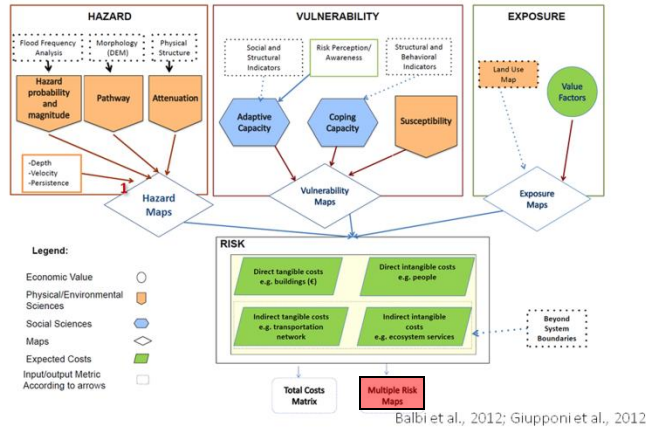 HAZARD
Flood Frequency
Analysis
Morphology
(DEM)
Physical
Structure
Hazard
probability
and
magnitude
Pathway
Attenuation
-Depth
-Velocity
-Persistence
1
Hazard
Maps
VULNERABILITY
Social and
Structural
Indicators
Risk Perception/
Awareness
Structural and
Behavioral
Indicators
Adaptive
Capacity
Coping
Capacity
Susceptibility
Vulnerability
Maps
EXPOSURE
Land Use
Map
Value
Factors
Exposure
Maps
RISK
Direct tangible costs
e.g. buildings (€)
Direct intangible costs
e.g. people
Indirect tangible costs
e.g. transportation
network
Indirect intangible
costs
e.g. ecosystem services
Beyond
System
Boundaries
Total Costs
Matrix
Multiple Risk
Maps
Legend:
Economic Value
Physical/Environmental
Sciences
Social Sciences
Maps
Expected Costs
Input/output Metric
According to arrows
Balbi et al., 2012; Giupponi et al., 2012